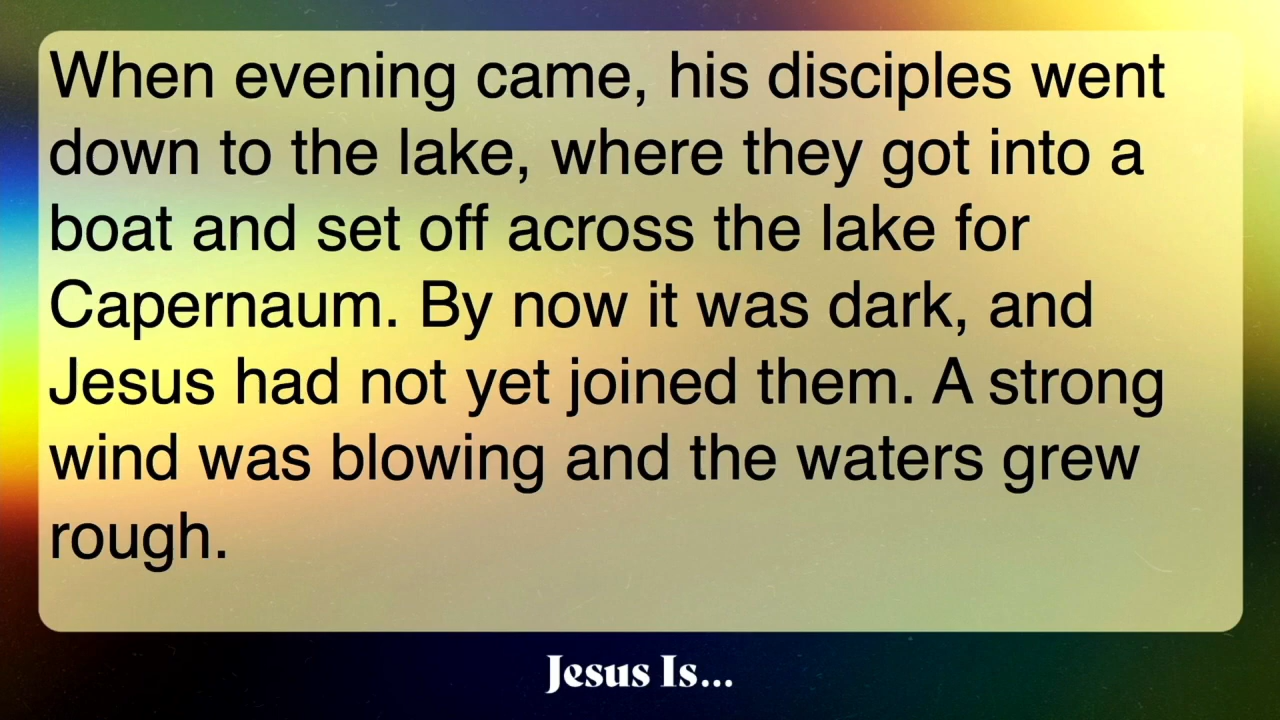 When evening came, his disciples went
down to the lake, where they got into a
boat and set off across the lake for
Capernaum. By now it was dark, and
Jesus had not yet joined them. A strong
wind was blowing and the waters grew
rough.
Jesus Is...